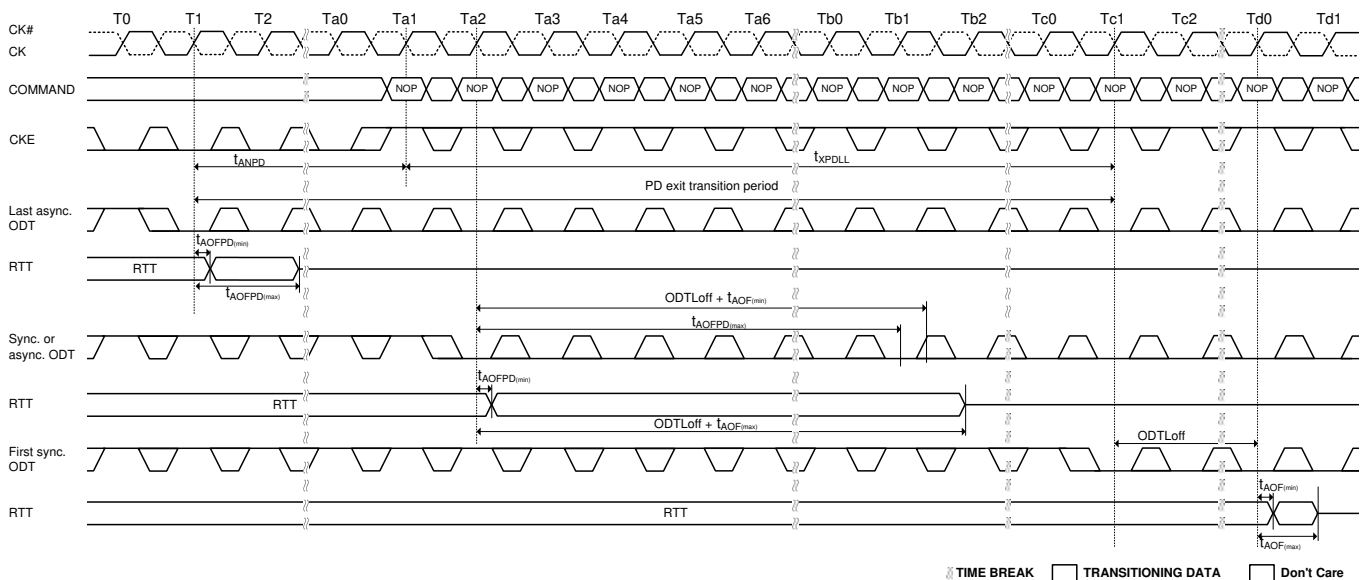 T0 T1 T2 Ta0 Ta1 Ta2 Ta3 Ta4 Ta5 Ta6 Tb0 Tb1 Tb2 Tc0 Tc1 Tc2 Td0 Td1
CK#
CK
COMMAND NOP NOP NOP NOP NOP NOP NOP NOP NOP NOP NOP NOP NOP NOP
CKE
tANPD tXPDLL
PD exit transition period
Last async.
ODT
tAOFPD(min)
RTT RTT
tAOFPD(max)
ODTLoff + tAOF(min)
tAOFPD(max)
Sync. or
async. ODT
tAOFPD(min)
RTT RTT
ODTLoff + tAOF(max)
ODTLoff
First sync.
ODT
tAOF(min)
RTT RTT
tAOF(max)
TIME BREAK TRANSITIONING DATA Don't Care